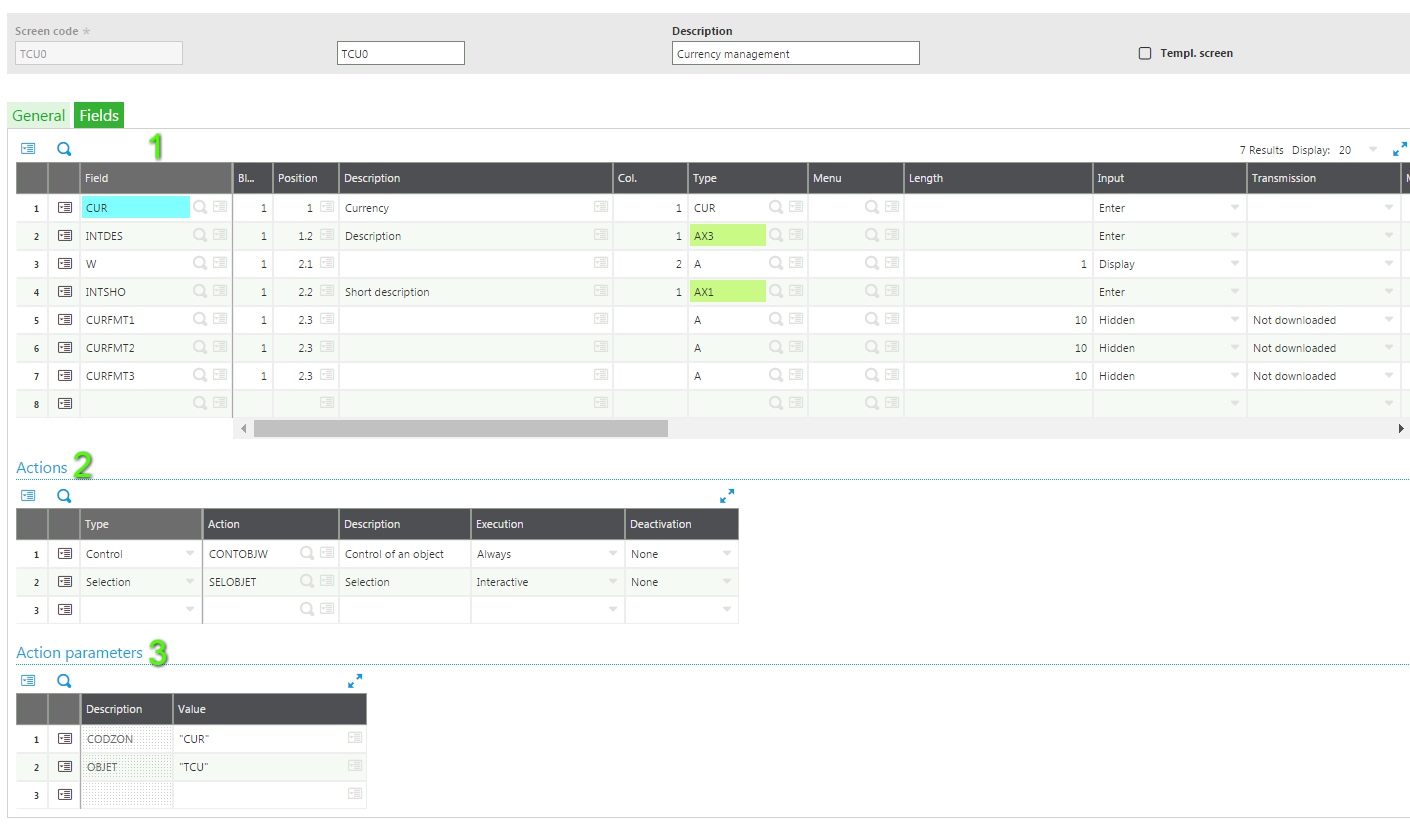 Screen code *
Description
TCU0
TCU0
Currency management
Templ. screen
General Fields
1
7 Results Display: 20
Field Bl... Position Description Col. Type Menu Length Input Transmission
1 CUR 1 1 Currency 1 CUR Enter
2 INTDES 1 1.2 Description 1 AX3 Enter
3 W 1 2.1 2 A 1 Display
4 INTSHO 1 2.2 Short description 1 AX1 Enter
5 CURFMT1 1 2.3 A 10 Hidden Not downloaded
6 CURFMT2 1 2.3 A 10 Hidden Not downloaded
7 CURFMT3 1 2.3 A 10 Hidden Not downloaded
8
Actions 2
Type Action Description Execution Deactivation
1 Control CONTOBJW Control of an object Always None
2 Selection SELOBJET Selection Interactive None
3
Action parameters 3
Description Value
1 CODZON "CUR"
2 OBJET "TCU"
3